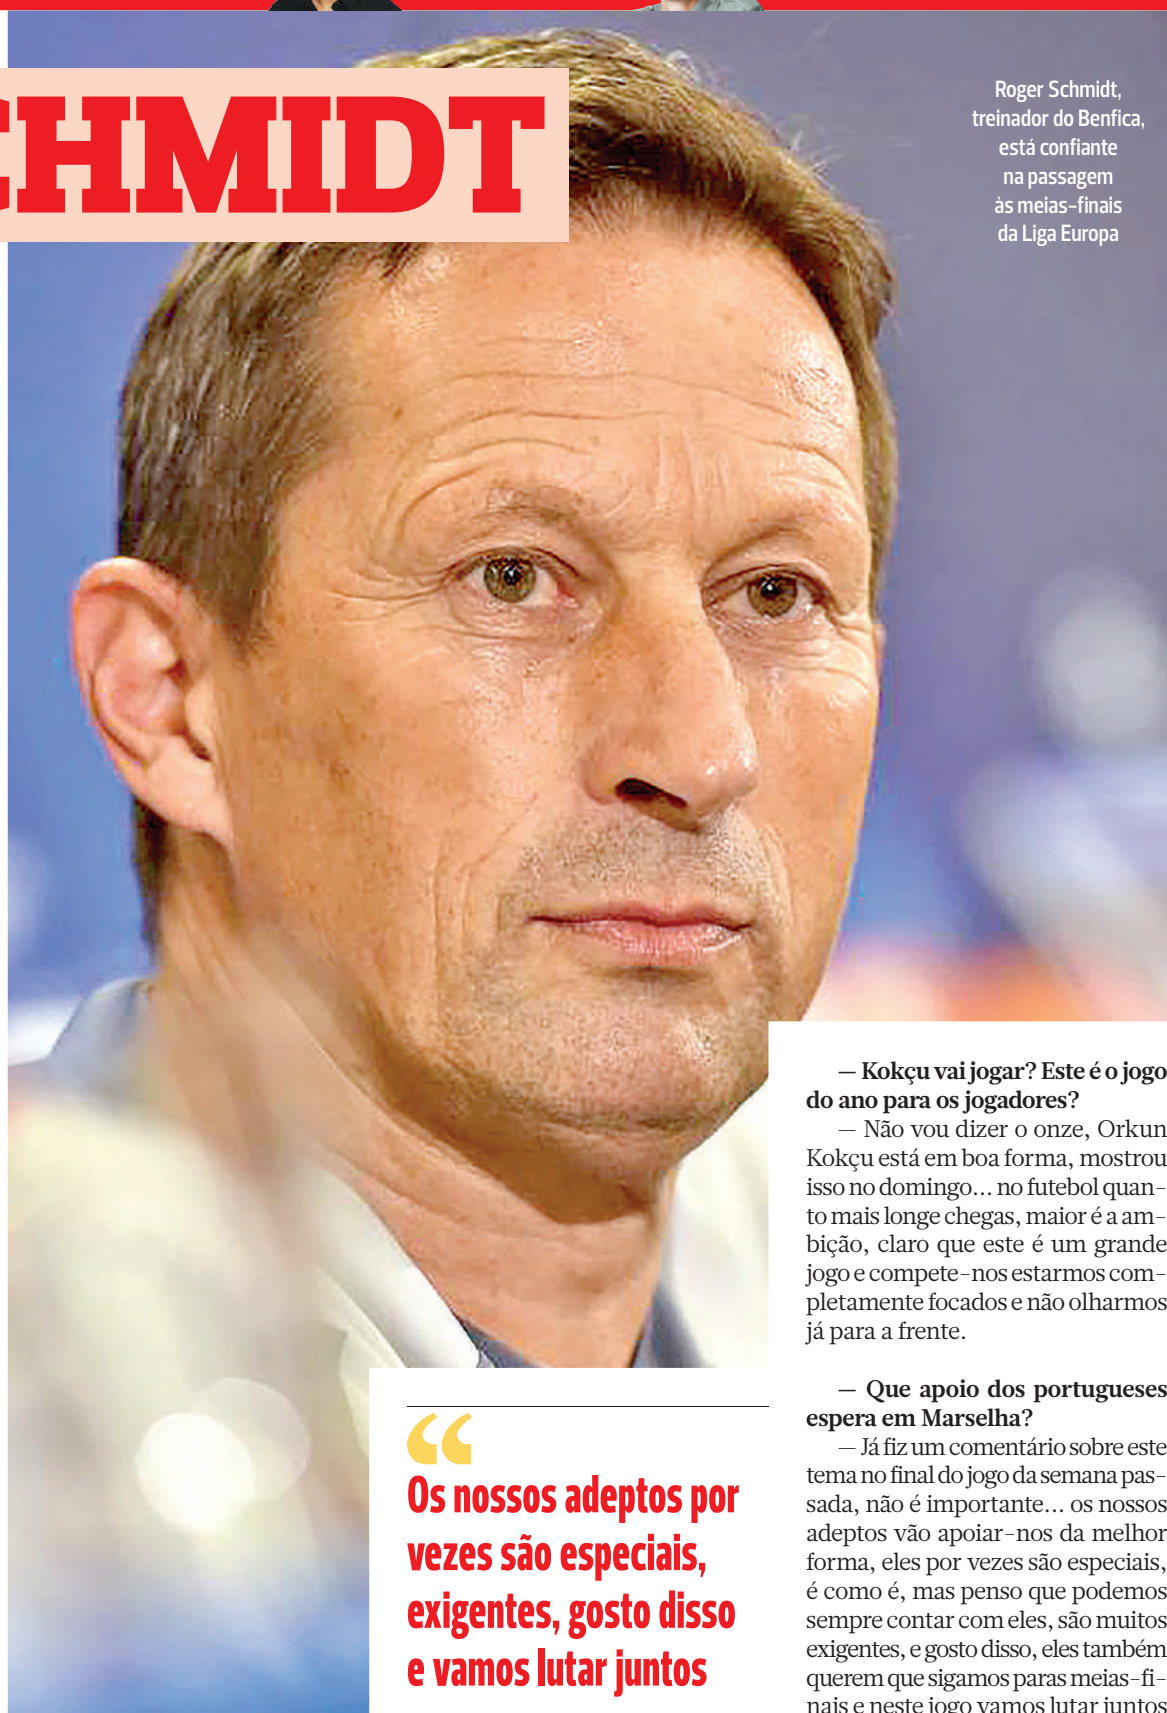 CHMIDT
Roger Schmidt,
treinador do Benfica,
está confiante
na passagem
às meias-finais
da Liga Europa
— Kokçu vai jogar? Este é o jogo
do ano para os jogadores?
— Não vou dizer o onze, Orkun
Kokçu está em boa forma, mostrou
isso no domingo... no futebol quan-
to mais longe chegas, maior é a am-
bição, claro que este é um grande
jogo e compete-nos estarmos com-
pletamente focados e não olharmos
já para a frente.
— Que apoio dos portugueses
espera em Marselha?
— Já fiz um comentário sobre este
tema no final do jogo da semana pas-
sada, não é importante... os nossos
adeptos vão apoiar-nos da melhor
forma, eles por vezes são especiais,
é como é, mas penso que podemos
sempre contar com eles, são muitos
exigentes, e gosto disso, eles também
querem que sigamos paras meias-fi-
nais e neste jogo vamos lutar juntos
“
Os nossos adeptos por
vezes são especiais,
exigentes, gosto disso
e vamos lutar juntos